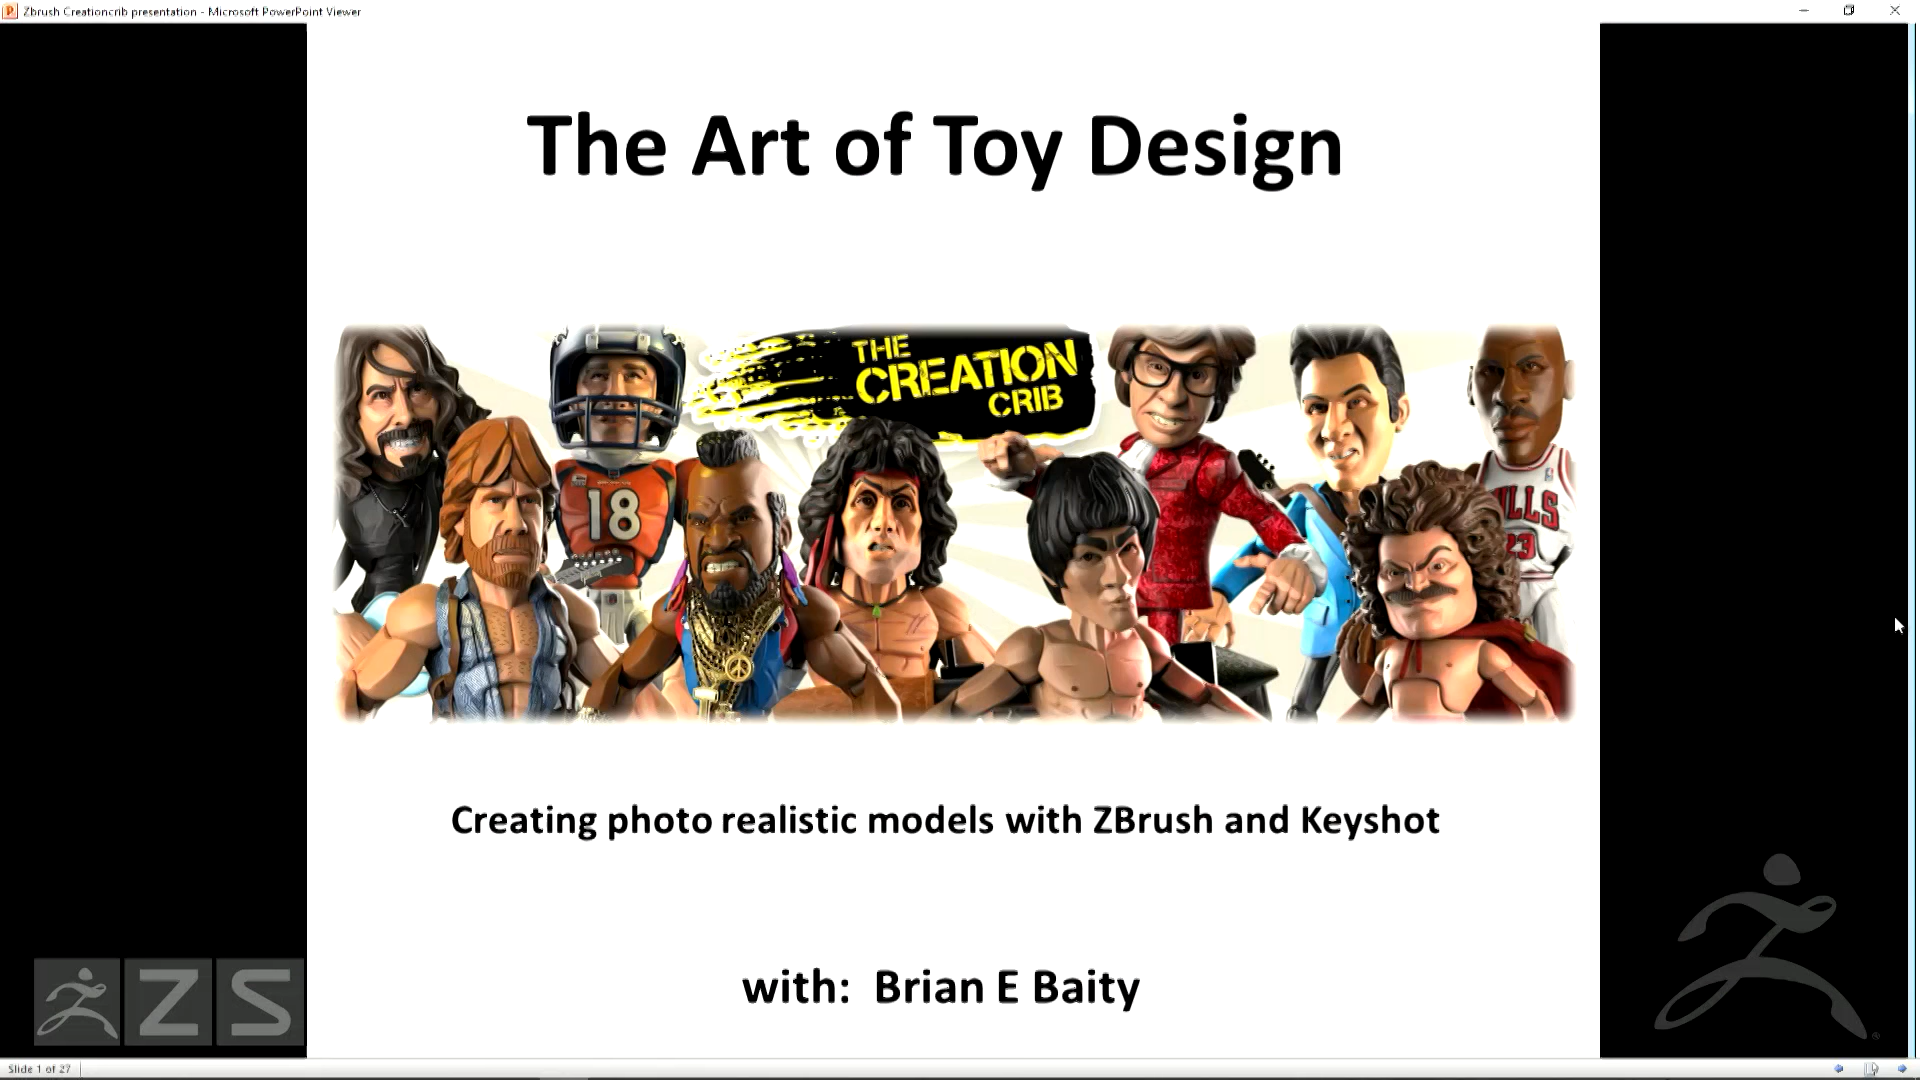 Zbrush Creationcrib presentation - Microsoft PowerPoint Viewer
The Art of Toy Design
THE
CREATION
CRIB
18
23
Creating photo realistic models with ZBrush and Keyshot
with: Brian E Baity
ZS
Slide 1 of 27